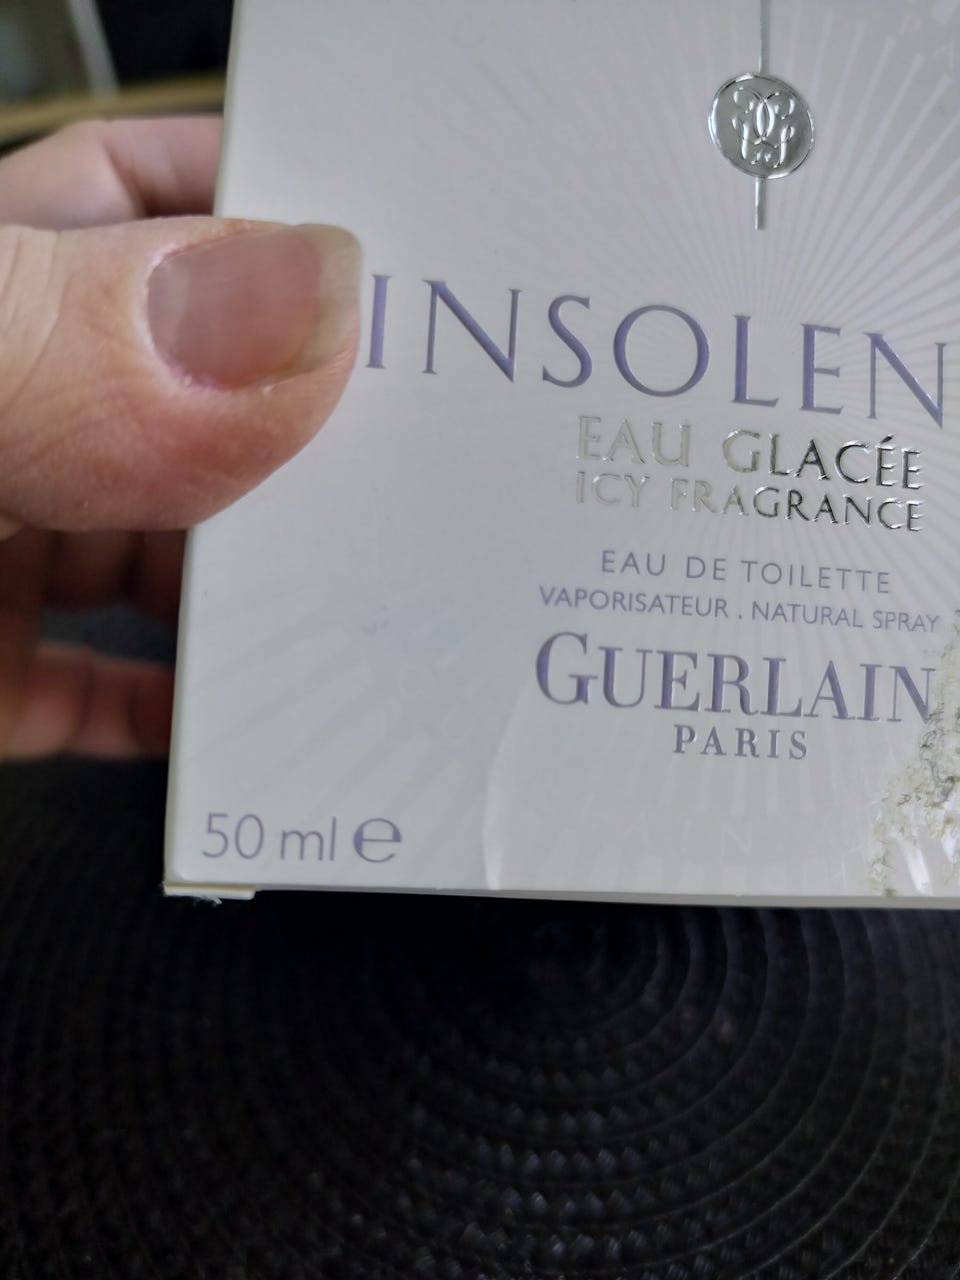 INSOLEN
EAU GLACÉE
ICY FRAGRANCE
EAU DE TOILETTE
VAPORISATEUR . NATURAL SPRAY
GUERLAIN
PARIS
50 ml e